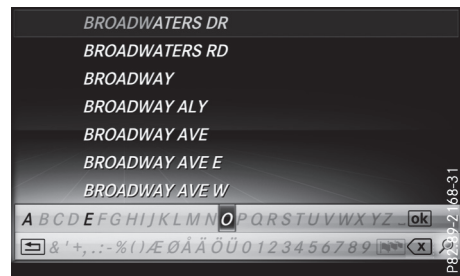 BROADWATERS DR
BROADWATERS RD
BROADWAY
BROADWAY ALY
BROADWAY AVE
BROADWAY AVE E
BROADWAY AVE W
A B C D E F G H I J K L M N O P Q R S T U V W X Y Z _ ok
& ' + , . : - % ( ) Æ Ø Å Ä Ö Ü 0 1 2 3 4 5 6 7 8 9 X
P82.89-2168-31